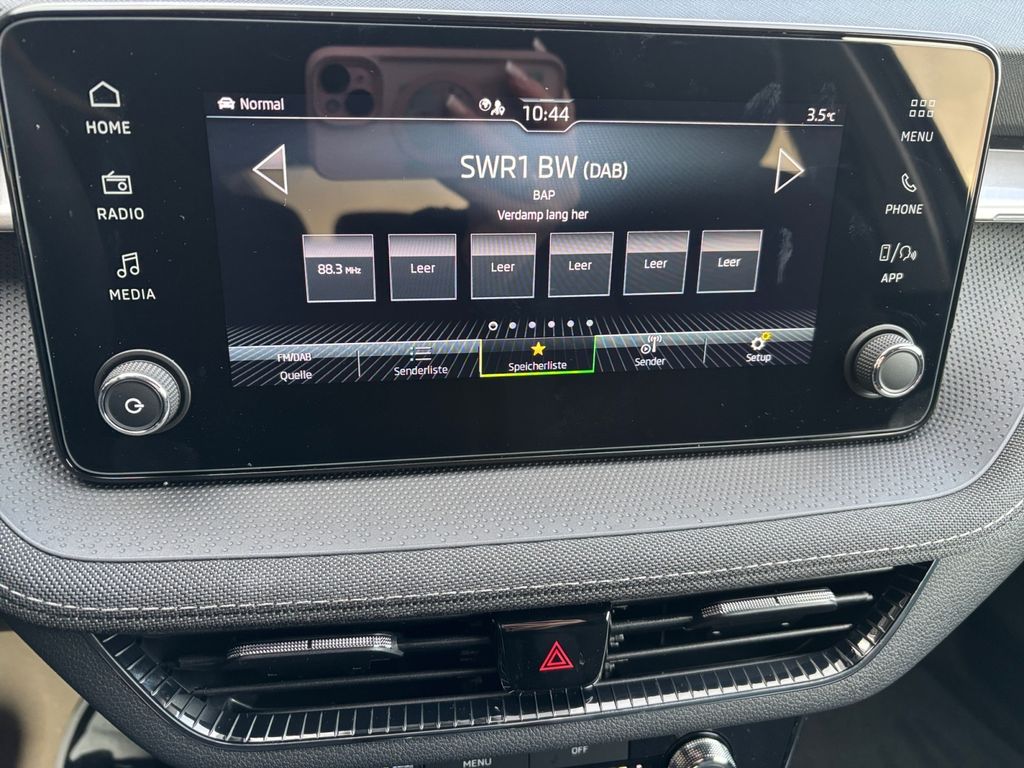 HOME
RADIO
MEDIA
Normal
10:44
3.5°C
SWR1 BW (DAB)
BAP
Verdamp lang her
88.3 MHz
Leer
Leer
Leer
Leer
Leer
FM/DAB
Quelle
Senderliste
Speicherliste
Sender
Setup
MENU
PHONE
APP
MENU
OFF